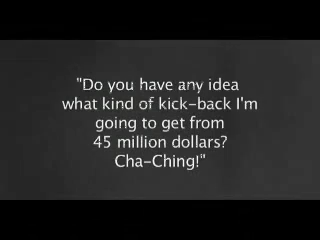 "Do you have any idea
what kind of kick-back I'm
going to get from
45 million dollars?
Cha-Ching!"